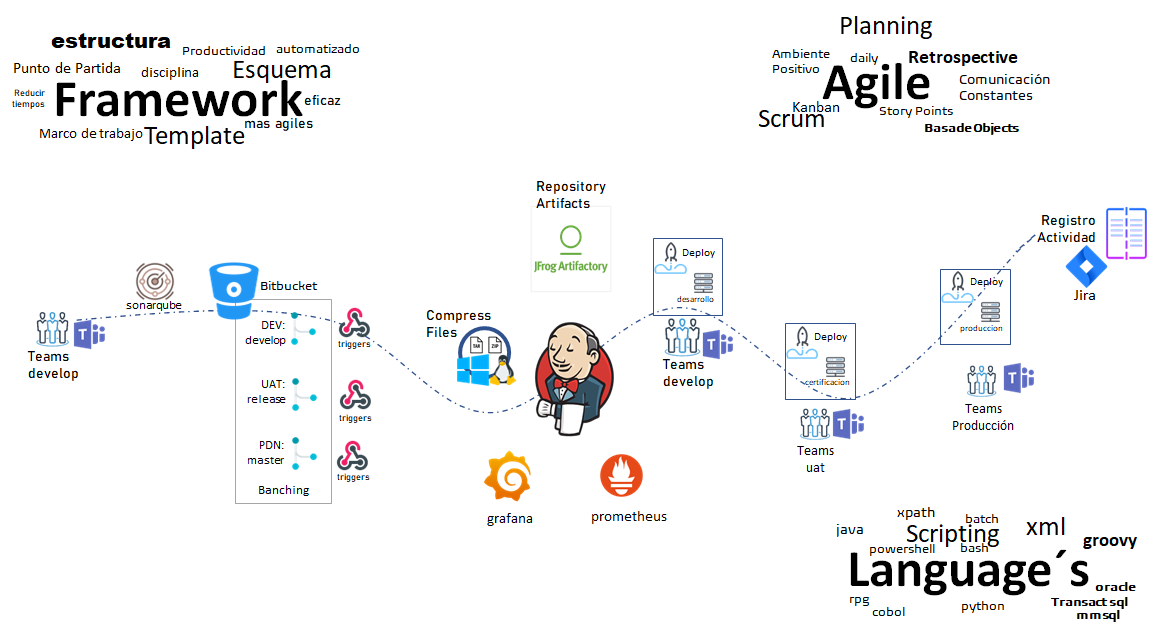 estructura
Productividad
automatizado
Punto de Partida
disciplina
Esquema
Reducir
tiempos
Framework
eficaz
mas agiles
Marco de trabajo
Template
Planning
Ambiente
Positivo
daily
Retrospective
Agile
Comunicación
Constantes
Kanban
Story Points
Scrum
Basade Objects
Repository
Artifacts
JFrog Artifactory
sonarqube
Bitbucket
DEV:
develop
triggers
UAT:
release
triggers
PDN:
master
triggers
Banching
T
Teams
develop
Compress
Files
TAR
ZIP
Deploy
desarrollo
T
Teams
develop
Deploy
certificacion
T
Teams
uat
Deploy
produccion
T
Teams
Producción
Registro
Actividad
Jira
grafana
prometheus
xpath
batch
java
Scripting
xml
powershell
bash
groovy
Language´s
oracle
rpg
cobol
python
Transact sql
mmsql